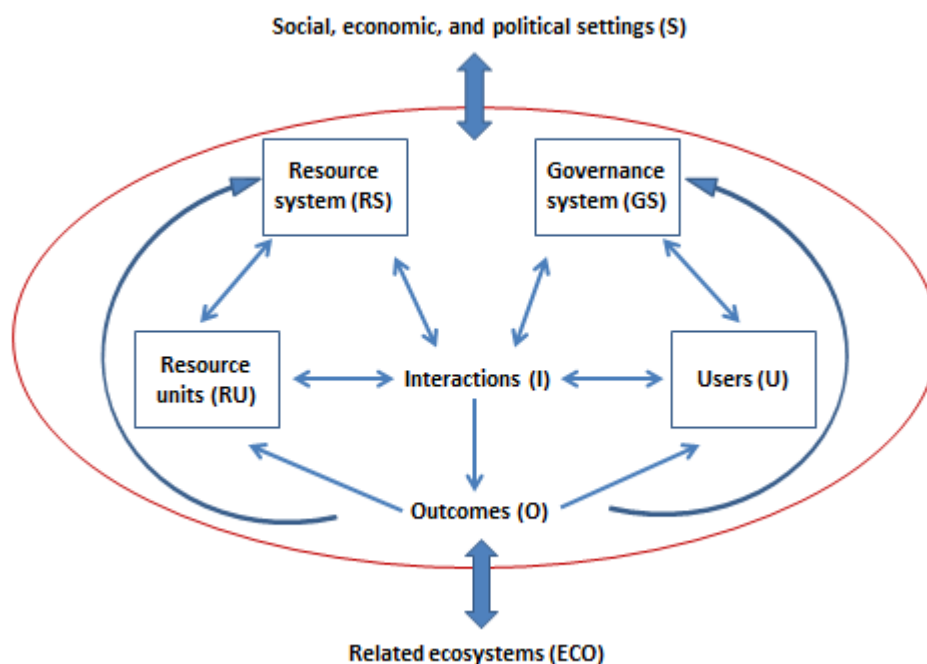 Social, economic, and political settings (S)
Resource
system (RS)
Governance
system (GS)
Resource
units (RU)
Interactions (I)
Users (U)
Outcomes (O)
Related ecosystems (ECO)